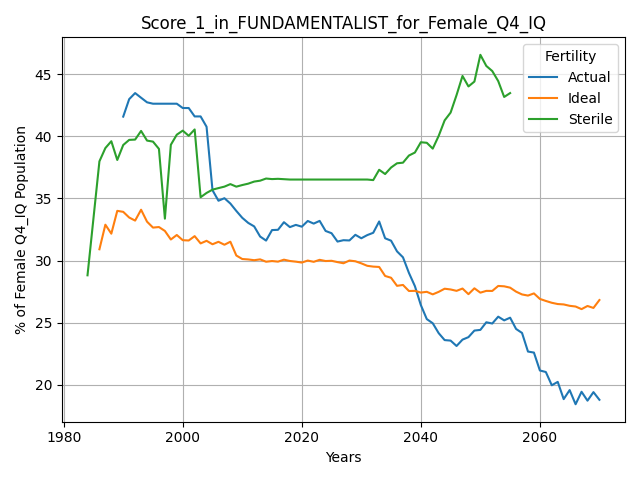 Score_1_in_FUNDAMENTALIST_for_Female_Q4_IQ
% of Female Q4_IQ Population
45
40
35
30
25
20
Fertility
Actual
Ideal
Sterile
1980 2000 2020 2040 2060
Years